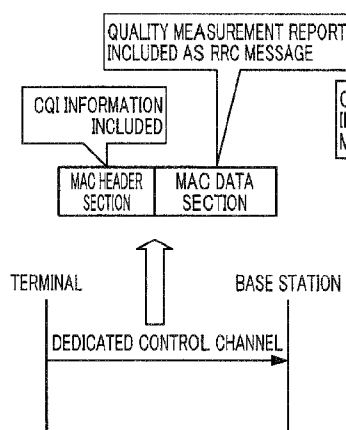 QUALITY MEASUREMENT REPORT
INCLUDED AS RRC MESSAGE
CQI INFORMATION
INCLUDED
MAC HEADER
SECTION
MAC DATA
SECTION
TERMINAL
BASE STATION
DEDICATED CONTROL CHANNEL